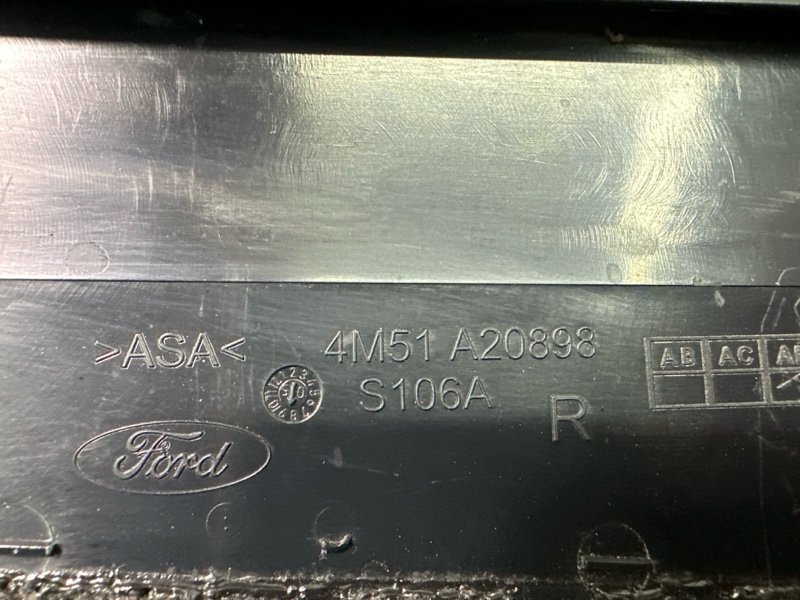 >ASA<
4M51 A20898
S106A
R
AB AC
Ford